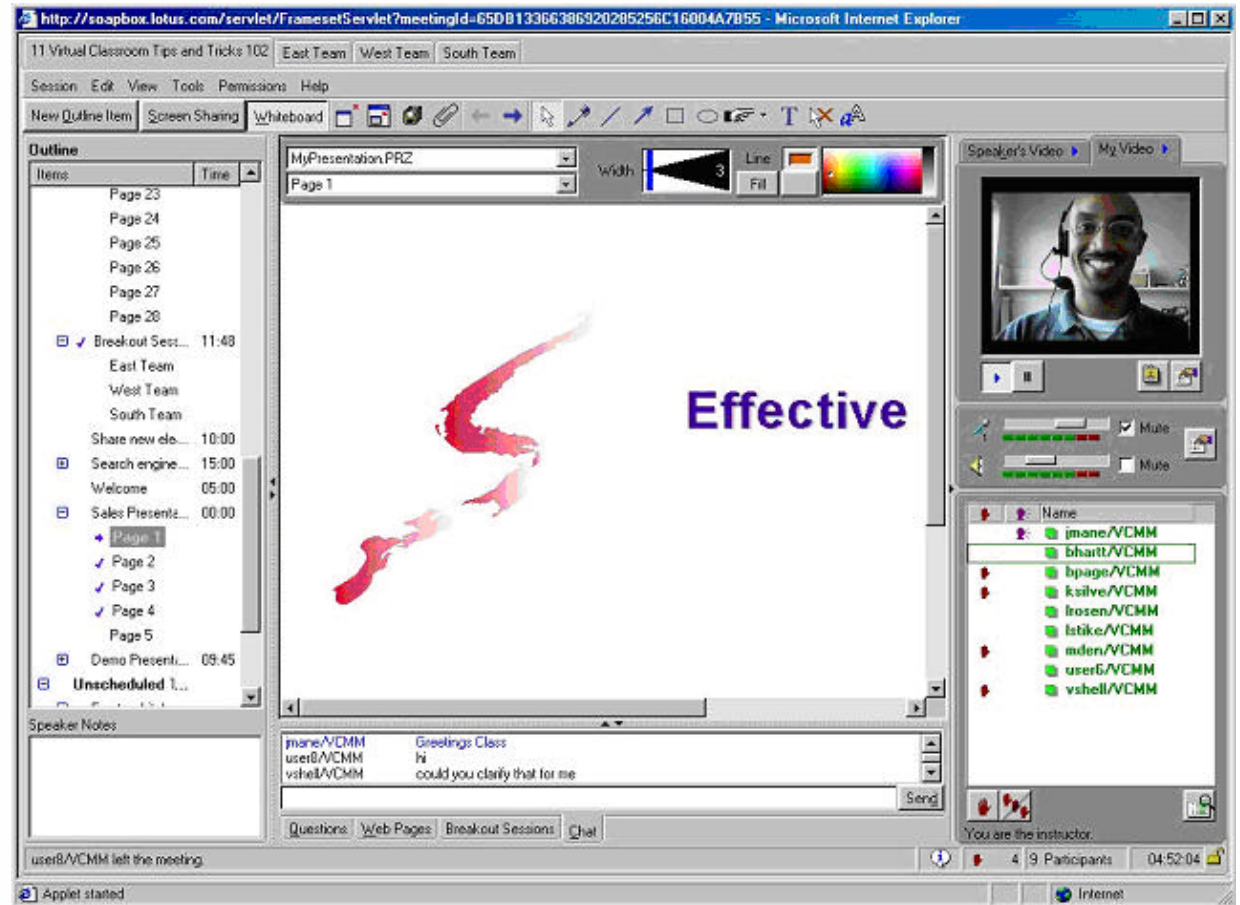 http://soapbox.lotus.com/servlet/FramesetServlet?meetingId=65DB13366386920285256C16004A7B55 - Microsoft Internet Explorer
11 Virtual Classroom Tips and Tricks 102 East Team West Team South Team
Session Edit View Tools Permissions Help
New Outline Item Screen Sharing Whiteboard
Outline
Items Time
Page 23
Page 24
Page 25
Page 26
Page 27
Page 28
Breakout Sess... 11:48
East Team
West Team
South Team
Share new ele... 10:00
Search engine... 15:00
Welcome 05:00
Sales Presenta... 00:00
Page 1
Page 2
Page 3
Page 4
Page 5
Demo Presenta... 09:45
Unscheduled 1...
Speaker Notes
MyPresentation.PRZ
Page 1
Width 3 Line
Fill
Effective
jmane/VCMM Greetings Class
user8/VCMM hi
vshell/VCMM could you clarify that for me
Send
Questions Web Pages Breakout Sessions Chat
Speaker's Video My Video
Mute
Mute
Name
jmane/VCMM
bhartt/VCMM
bpage/VCMM
ksilve/VCMM
lrosen/VCMM
lstike/VCMM
mden/VCMM
user6/VCMM
vshell/VCMM
You are the instructor.
user8/VCMM left the meeting. 4 9 Participants 04:52:04
Applet started Internet